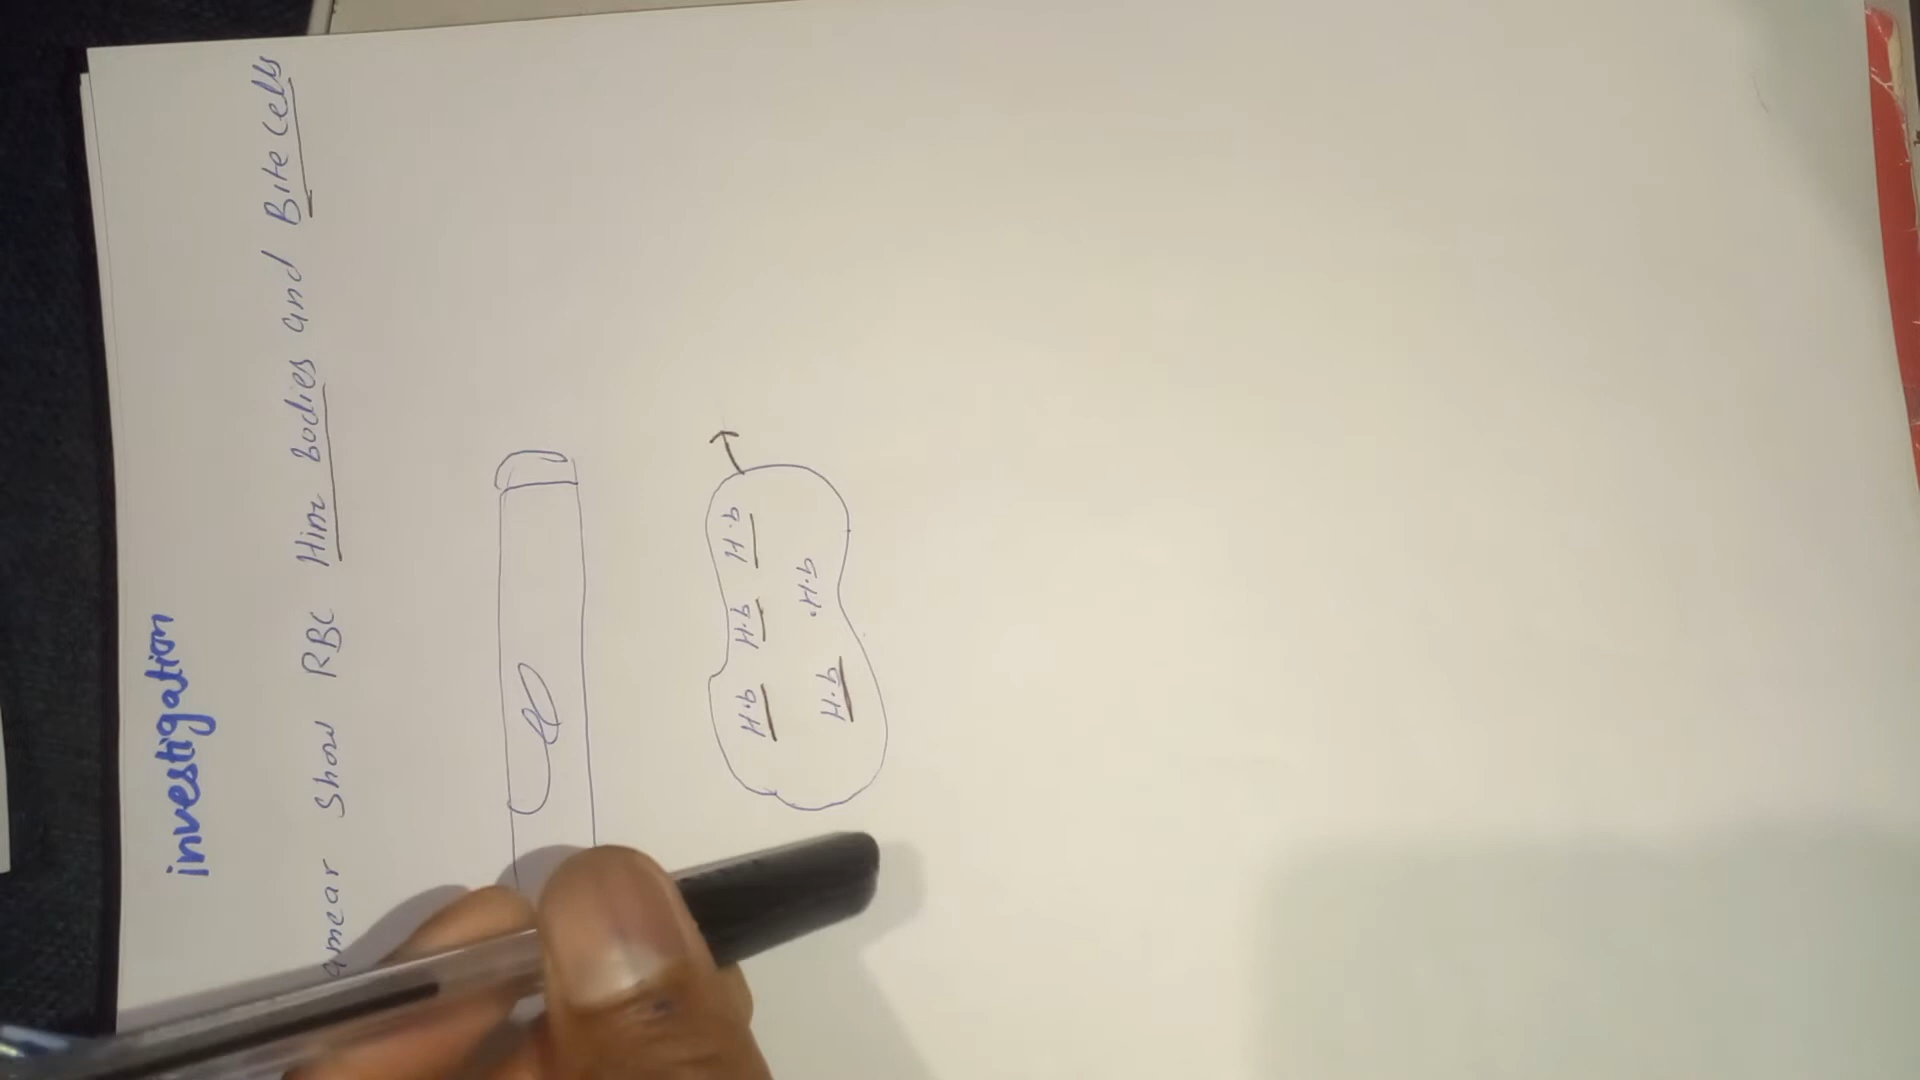 investigation
smear Show RBC Hinz bodies and Bite Cells
H.b H.b H.b
H.b H.b